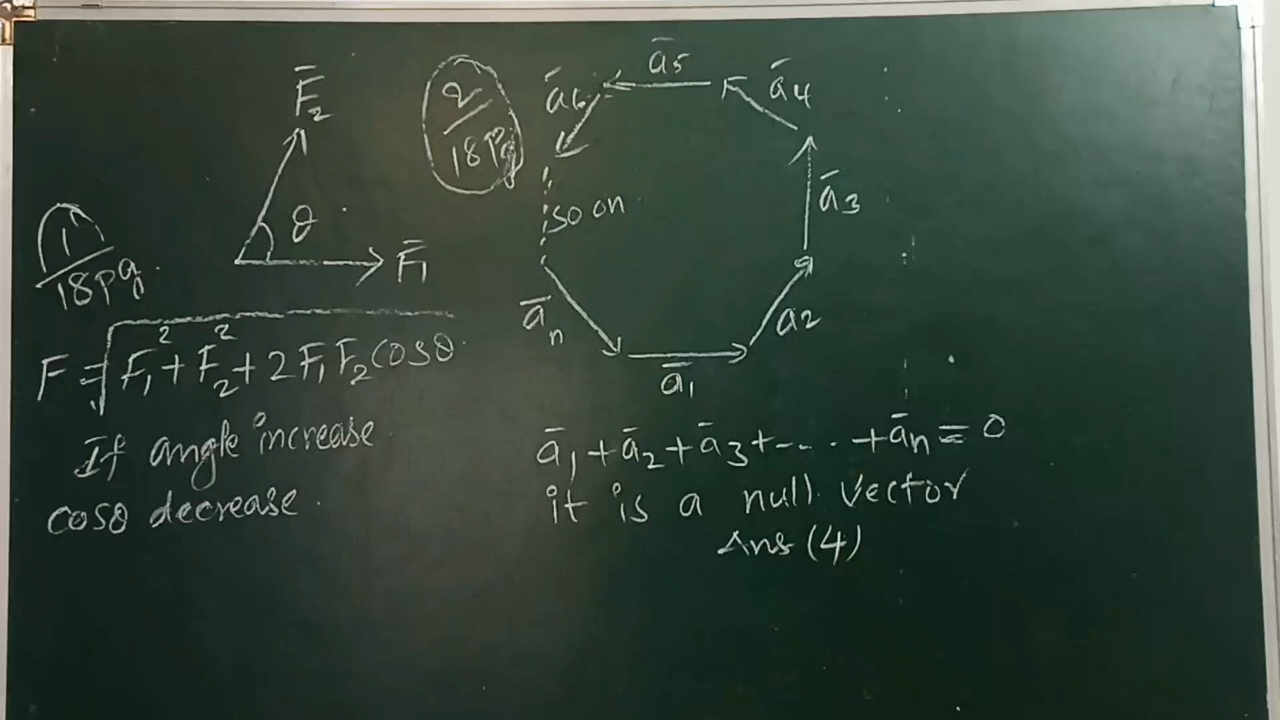 1/18pg.
F̄₂
θ
F̄₁
F = √F₁² + F₂² + 2F₁F₂cosθ
If angle increase
cosθ decrease.
2/18pg
ā₅
ā₄
ā₆
ā₃
so on
a₂
āₙ
ā₁
ā₁ + ā₂ + ā₃ + --.. . + āₙ = 0
it is a null vector
Ans (4)